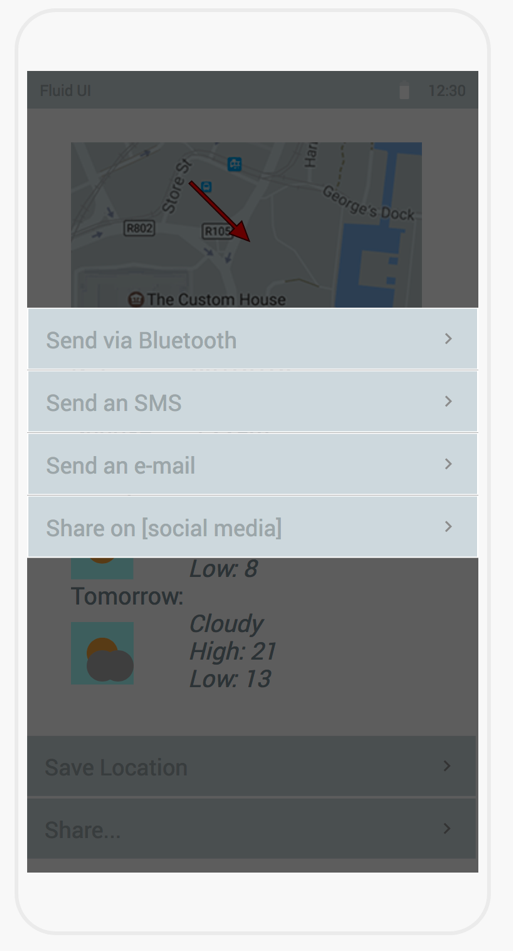 Fluid UI 12:30
Store St
George's Dock
R802 R105
The Custom House
Send via Bluetooth
Send an SMS
Send an e-mail
Share on [social media]
Low: 8
Tomorrow:
Cloudy
High: 21
Low: 13
Save Location
Share...